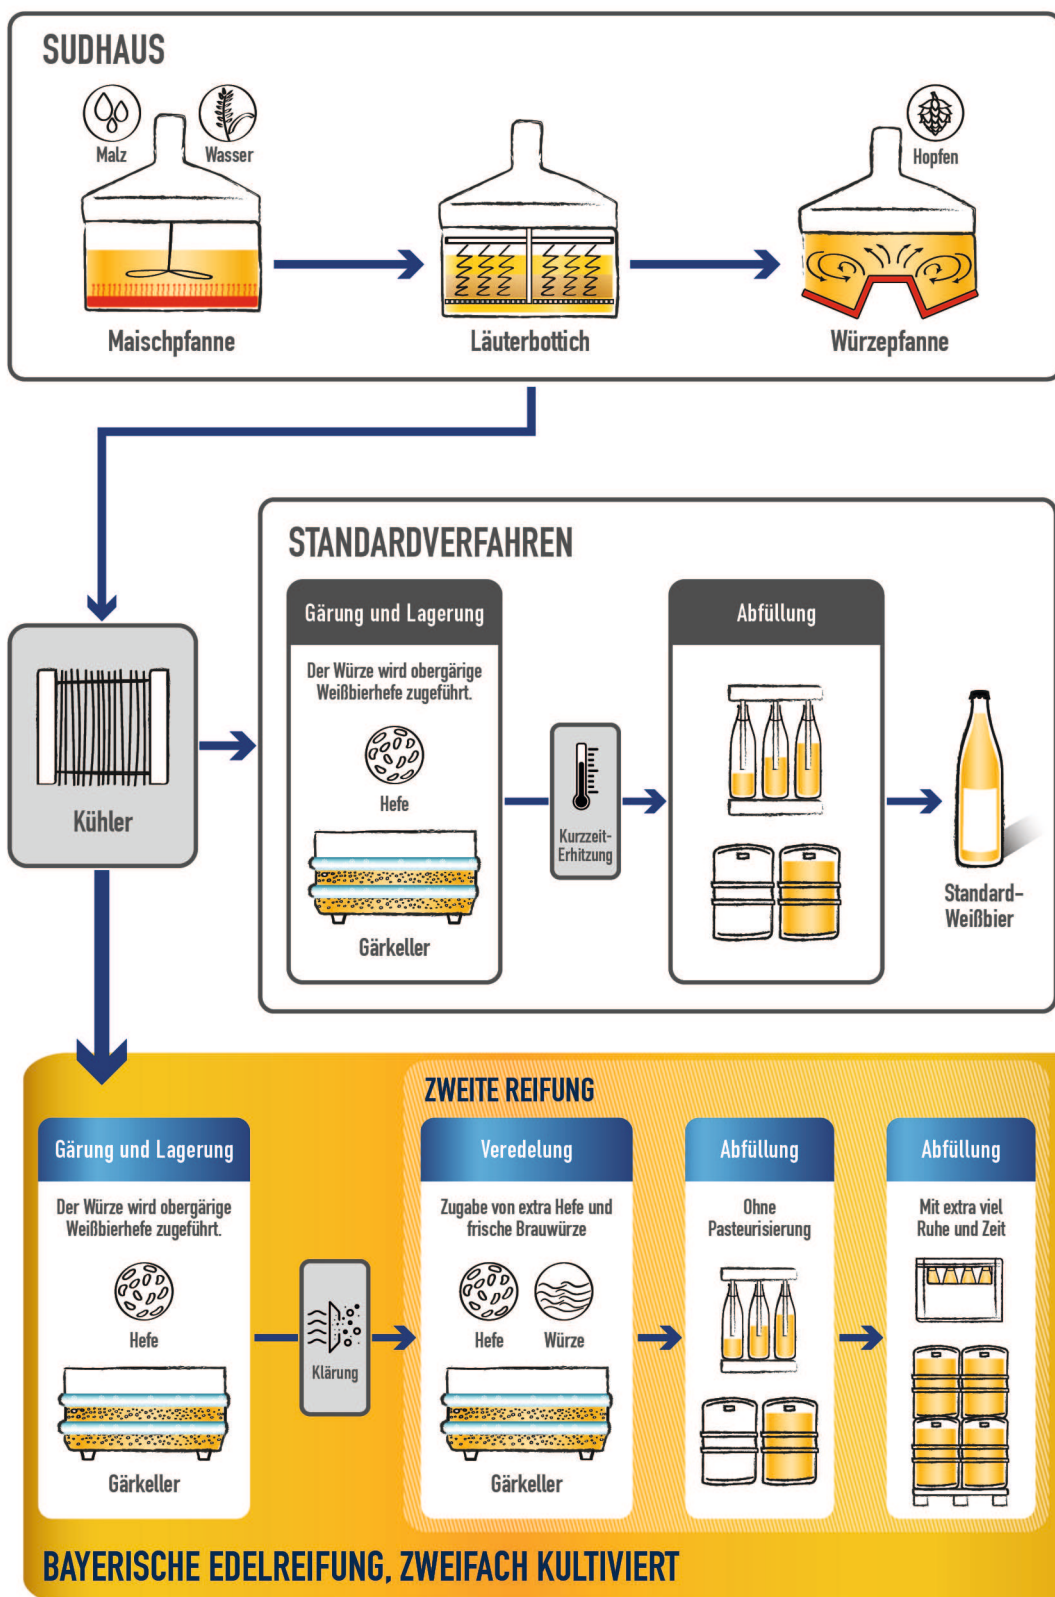 SUDHAUS
Malz
Wasser
Hopfen
Maischpfanne
Läuterbottich
Würzepfanne
STANDARDVERFAHREN
Gärung und Lagerung
Der Würze wird obergärige
Weißbierhefe zugeführt.
Hefe
Gärkeller
Kurzzeit-
Erhitzung
Abfüllung
Standard-
Weißbier
Kühler
ZWEITE REIFUNG
Gärung und Lagerung
Der Würze wird obergärige
Weißbierhefe zugeführt.
Hefe
Gärkeller
Klärung
Veredelung
Zugabe von extra Hefe und
frische Brauwürze
Hefe
Würze
Gärkeller
Abfüllung
Ohne
Pasteurisierung
Abfüllung
Mit extra viel
Ruhe und Zeit
BAYERISCHE EDELREIFUNG, ZWEIFACH KULTIVIERT